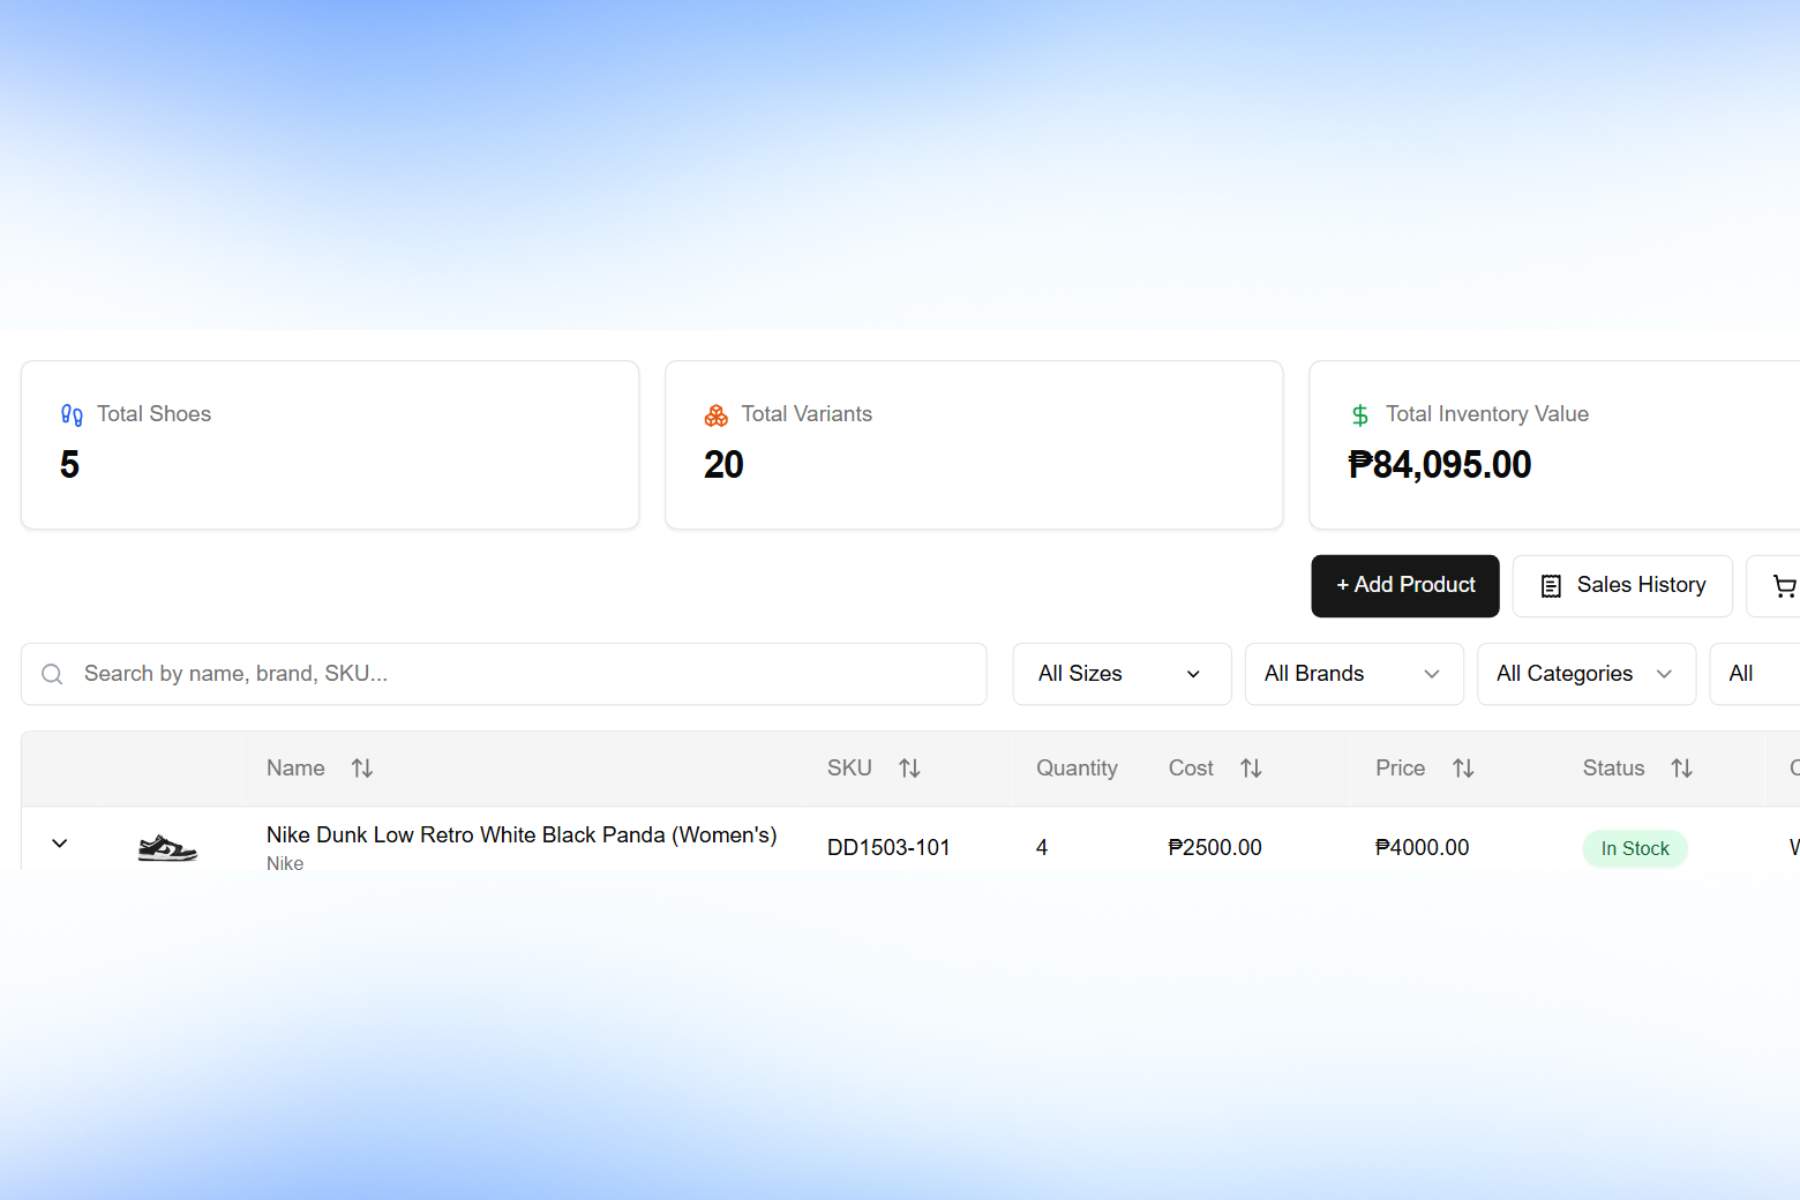 Total Shoes
5
Total Variants
20
Total Inventory Value
₱84,095.00
+ Add Product
Sales History
Search by name, brand, SKU...
All Sizes
All Brands
All Categories
All
Name
SKU
Quantity
Cost
Price
Status
Nike Dunk Low Retro White Black Panda (Women's)
Nike
DD1503-101
4
₱2500.00
₱4000.00
In Stock